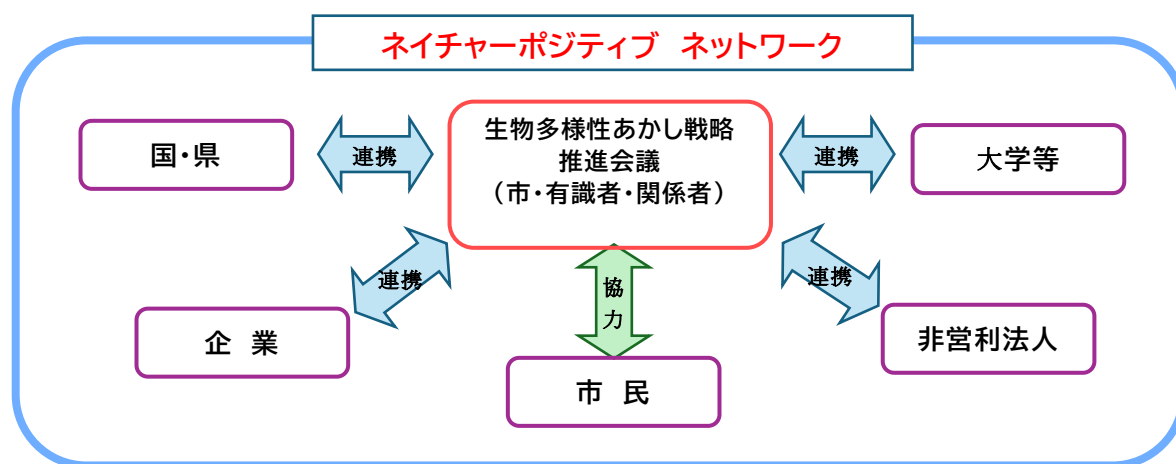 ネイチャーポジティブ ネットワーク
国・県
連携
生物多様性あかし戦略
推進会議
（市・有識者・関係者）
連携
大学等
企 業
連携
協
力
連携
非営利法人
市 民